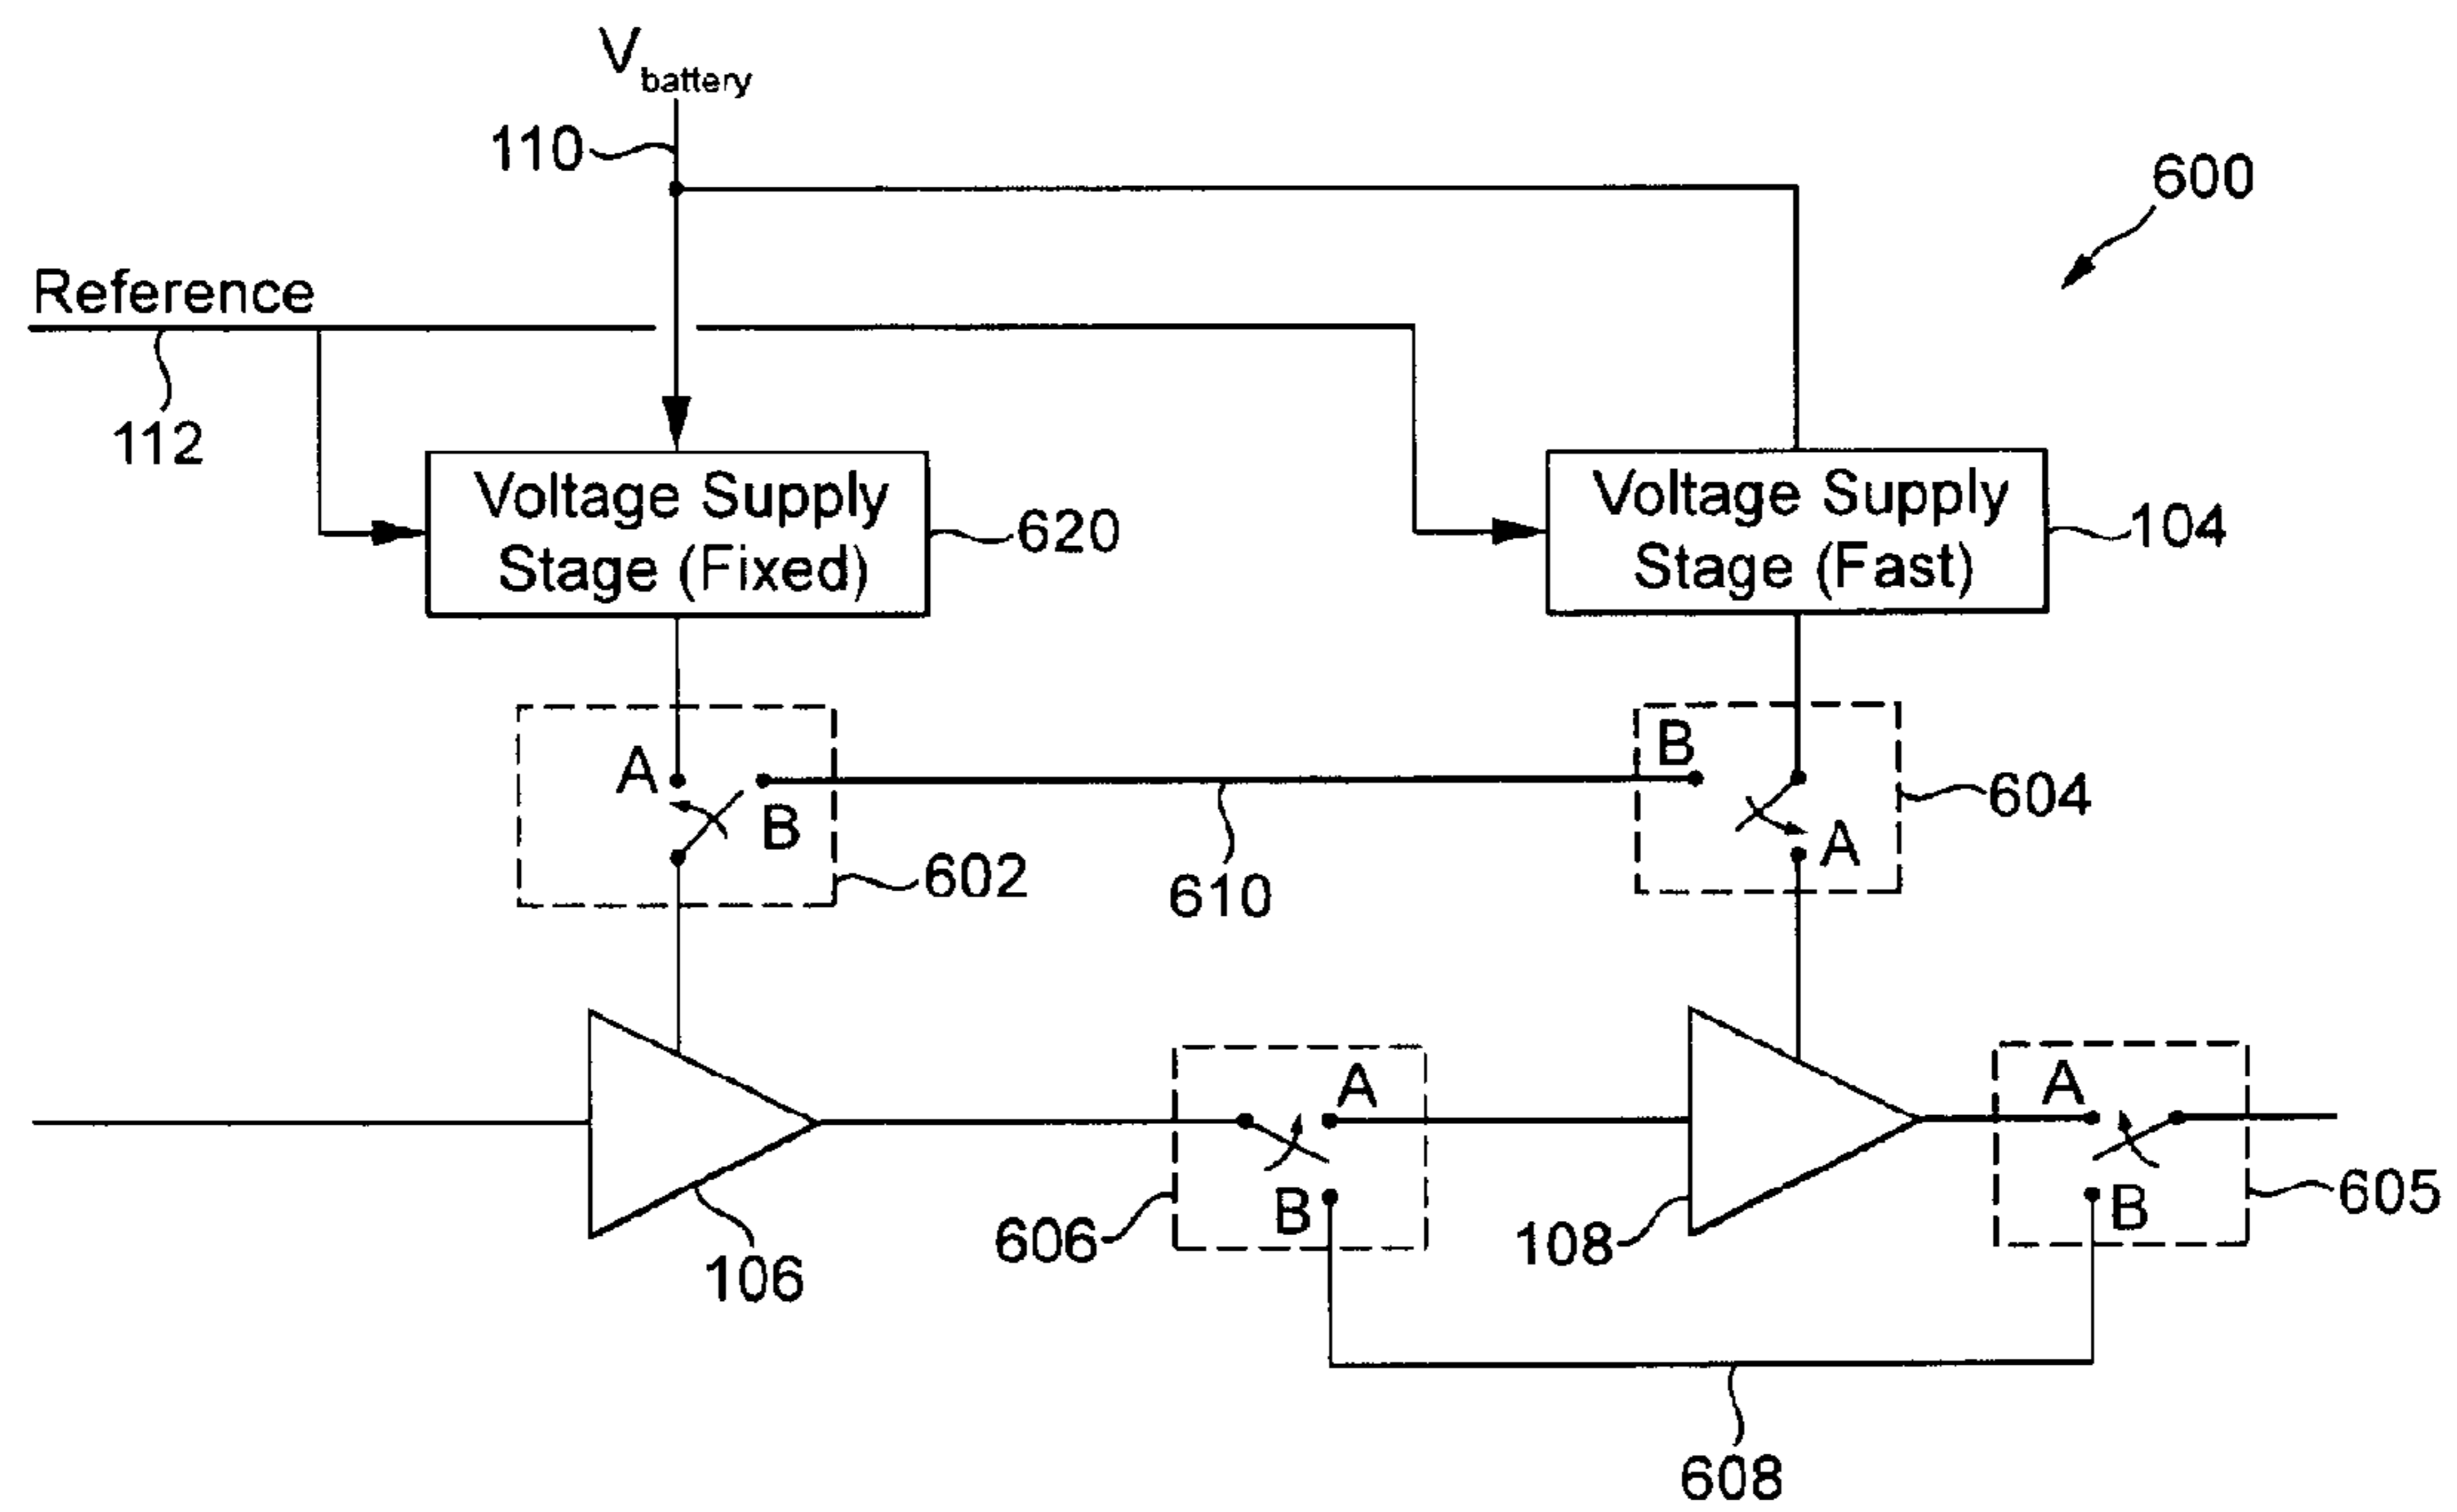 V battery
110
600
Reference
112
Voltage Supply
Stage (Fixed)
620
Voltage Supply
Stage (Fast)
104
A
B
602
610
B
A
604
106
A
B
606
108
A
B
605
608